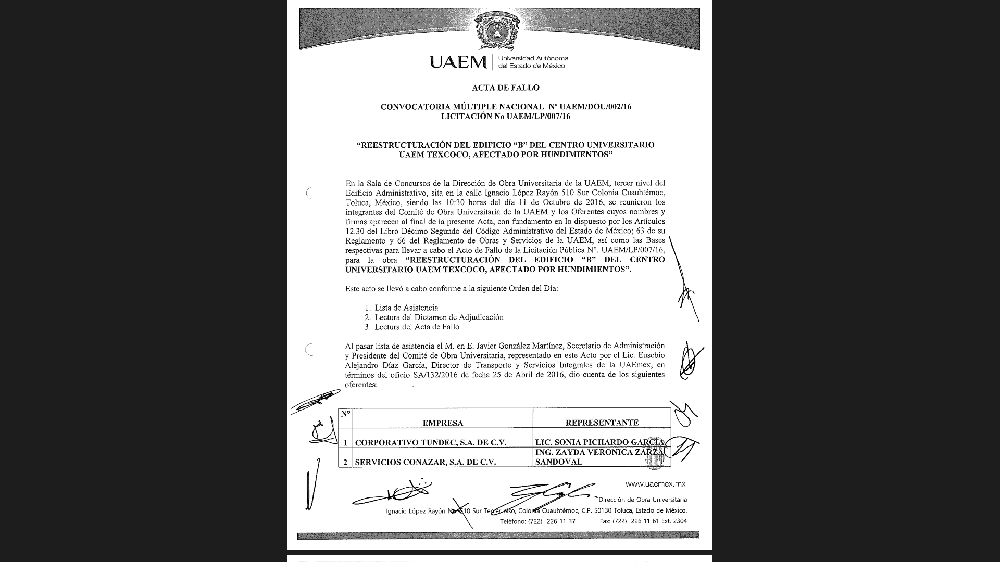 UAEM
Universidad Autónoma
del Estado de México
ACTA DE FALLO
CONVOCATORIA MÚLTIPLE NACIONAL Nº UAEM/DOU/002/16
LICITACIÓN No UAEM/LP/007/16
“REESTRUCTURACIÓN DEL EDIFICIO “B” DEL CENTRO UNIVERSITARIO
UAEM TEXCOCO, AFECTADO POR HUNDIMIENTOS”
En la Sala de Concursos de la Dirección de Obra Universitaria de la UAEM, tercer nivel del
Edificio Administrativo, sita en la calle Ignacio López Rayón 510 Sur Colonia Cuauhtémoc,
Toluca, México, siendo las 10:30 horas del día 11 de Octubre de 2016, se reunieron los
integrantes del Comité de Obra Universitaria de la UAEM y los Oferentes cuyos nombres y
firmas aparecen al final de la presente Acta, con fundamento en lo dispuesto por los Artículos
12.30 del Libro Décimo Segundo del Código Administrativo del Estado de México; 63 de su
Reglamento y 66 del Reglamento de Obras y Servicios de la UAEM, así como las Bases
respectivas para llevar a cabo el Acto de Fallo de la Licitación Pública N°. UAEM/LP/007/16,
para la obra “REESTRUCTURACIÓN DEL EDIFICIO “B” DEL CENTRO
UNIVERSITARIO UAEM TEXCOCO, AFECTADO POR HUNDIMIENTOS”.
Este acto se llevó a cabo conforme a la siguiente Orden del Día:
1. Lista de Asistencia
2. Lectura del Dictamen de Adjudicación
3. Lectura del Acta de Fallo
Al pasar lista de asistencia el M. en E. Javier González Martínez, Secretario de Administración
y Presidente del Comité de Obra Universitaria, representado en este Acto por el Lic. Eusebio
Alejandro Díaz García, Director de Transporte y Servicios Integrales de la UAEmex, en
términos del oficio SA/132/2016 de fecha 25 de Abril de 2016, dio cuenta de los siguientes
oferentes:
N° EMPRESA REPRESENTANTE
1 CORPORATIVO TUNDEC, S.A. DE C.V. LIC. SONIA PICHARDO GARCÍA
2 SERVICIOS CONAZAR, S.A. DE C.V. ING. ZAYDA VERONICA ZARZA
SANDOVAL
www.uaemex.mx
Dirección de Obra Universitaria
Ignacio López Rayón No. 510 Sur Tercer piso, Colonia Cuauhtémoc, C.P. 50130 Toluca, Estado de México.
Teléfono: (722) 226 11 37 Fax: (722) 226 11 61 Ext. 2304